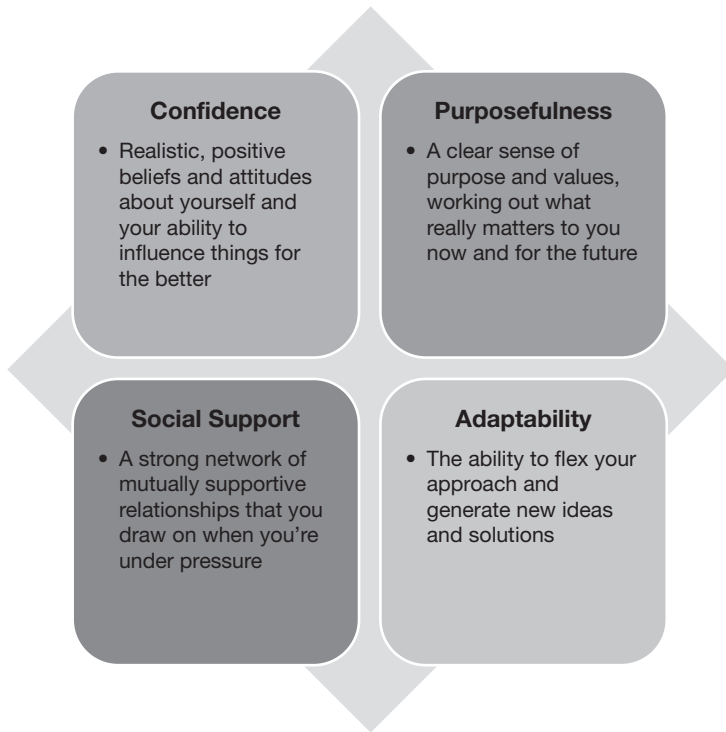 Confidence
• Realistic, positive
beliefs and attitudes
about yourself and
your ability to
influence things for
the better
Purposefulness
• A clear sense of
purpose and values,
working out what
really matters to you
now and for the future
Social Support
• A strong network of
mutually supportive
relationships that you
draw on when you’re
under pressure
Adaptability
• The ability to flex your
approach and
generate new ideas
and solutions